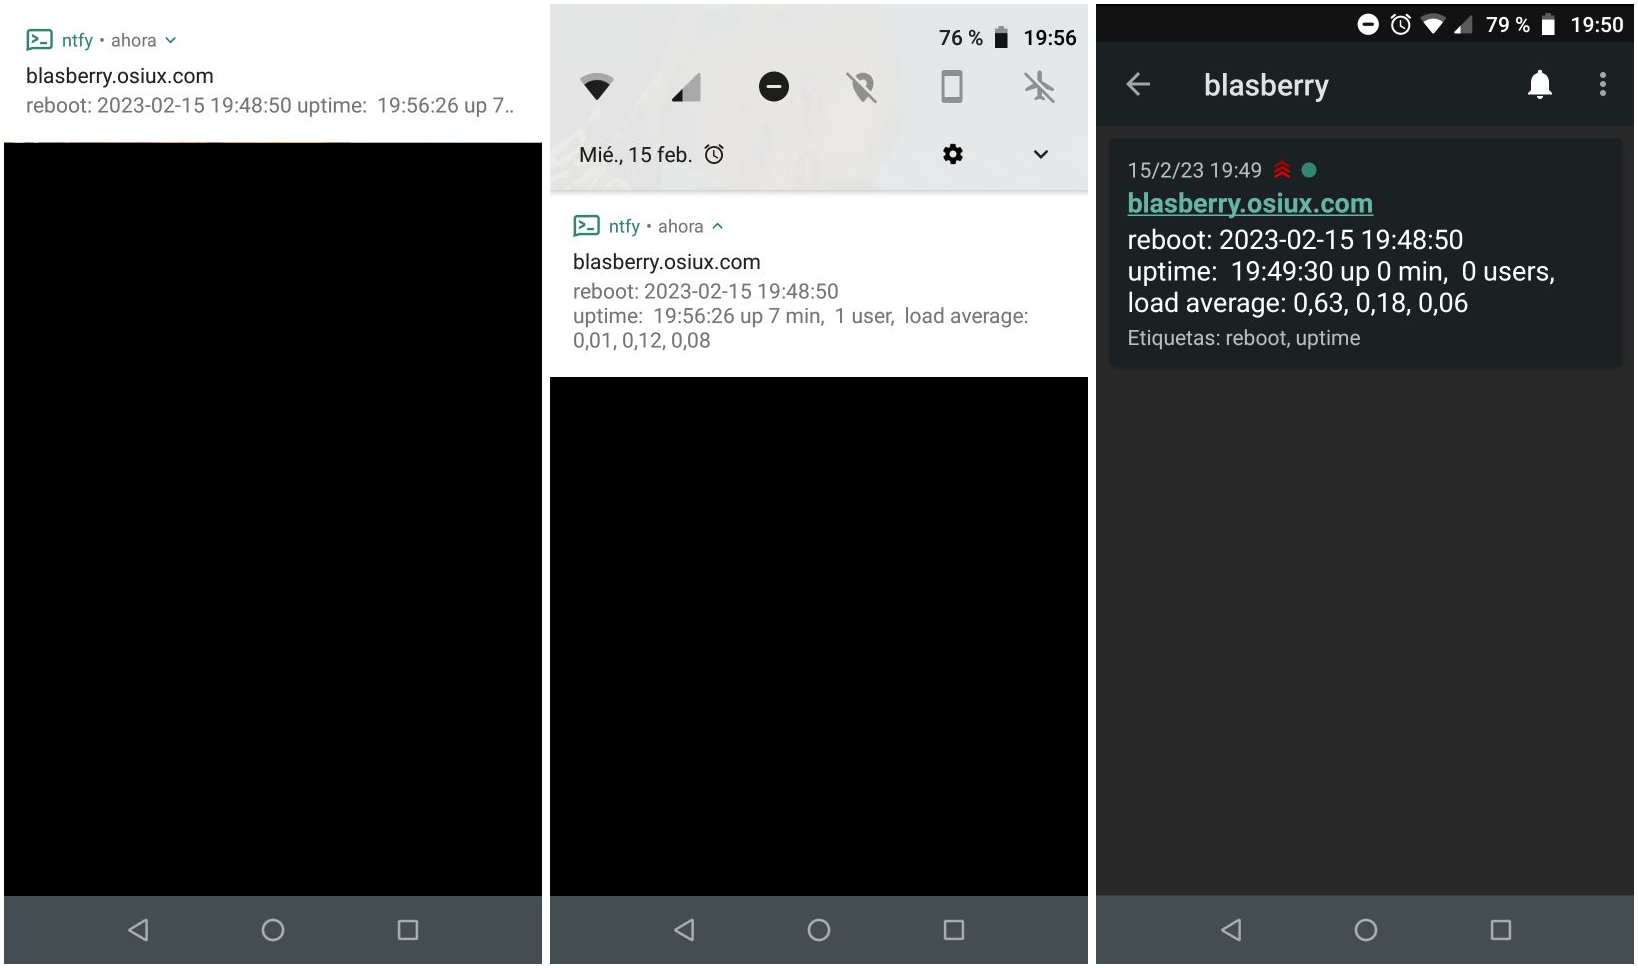 ntfy • ahora
blasberry.osiux.com
reboot: 2023-02-15 19:48:50 uptime:  19:56:26 up 7..
76 % 19:56
Mié., 15 feb.
ntfy • ahora
blasberry.osiux.com
reboot: 2023-02-15 19:48:50
uptime:  19:56:26 up 7 min,  1 user,  load average:
0,01, 0,12, 0,08
79 % 19:50
blasberry
15/2/23 19:49
blasberry.osiux.com
reboot: 2023-02-15 19:48:50
uptime:  19:49:30 up 0 min,  0 users,
load average: 0,63, 0,18, 0,06
Etiquetas: reboot, uptime